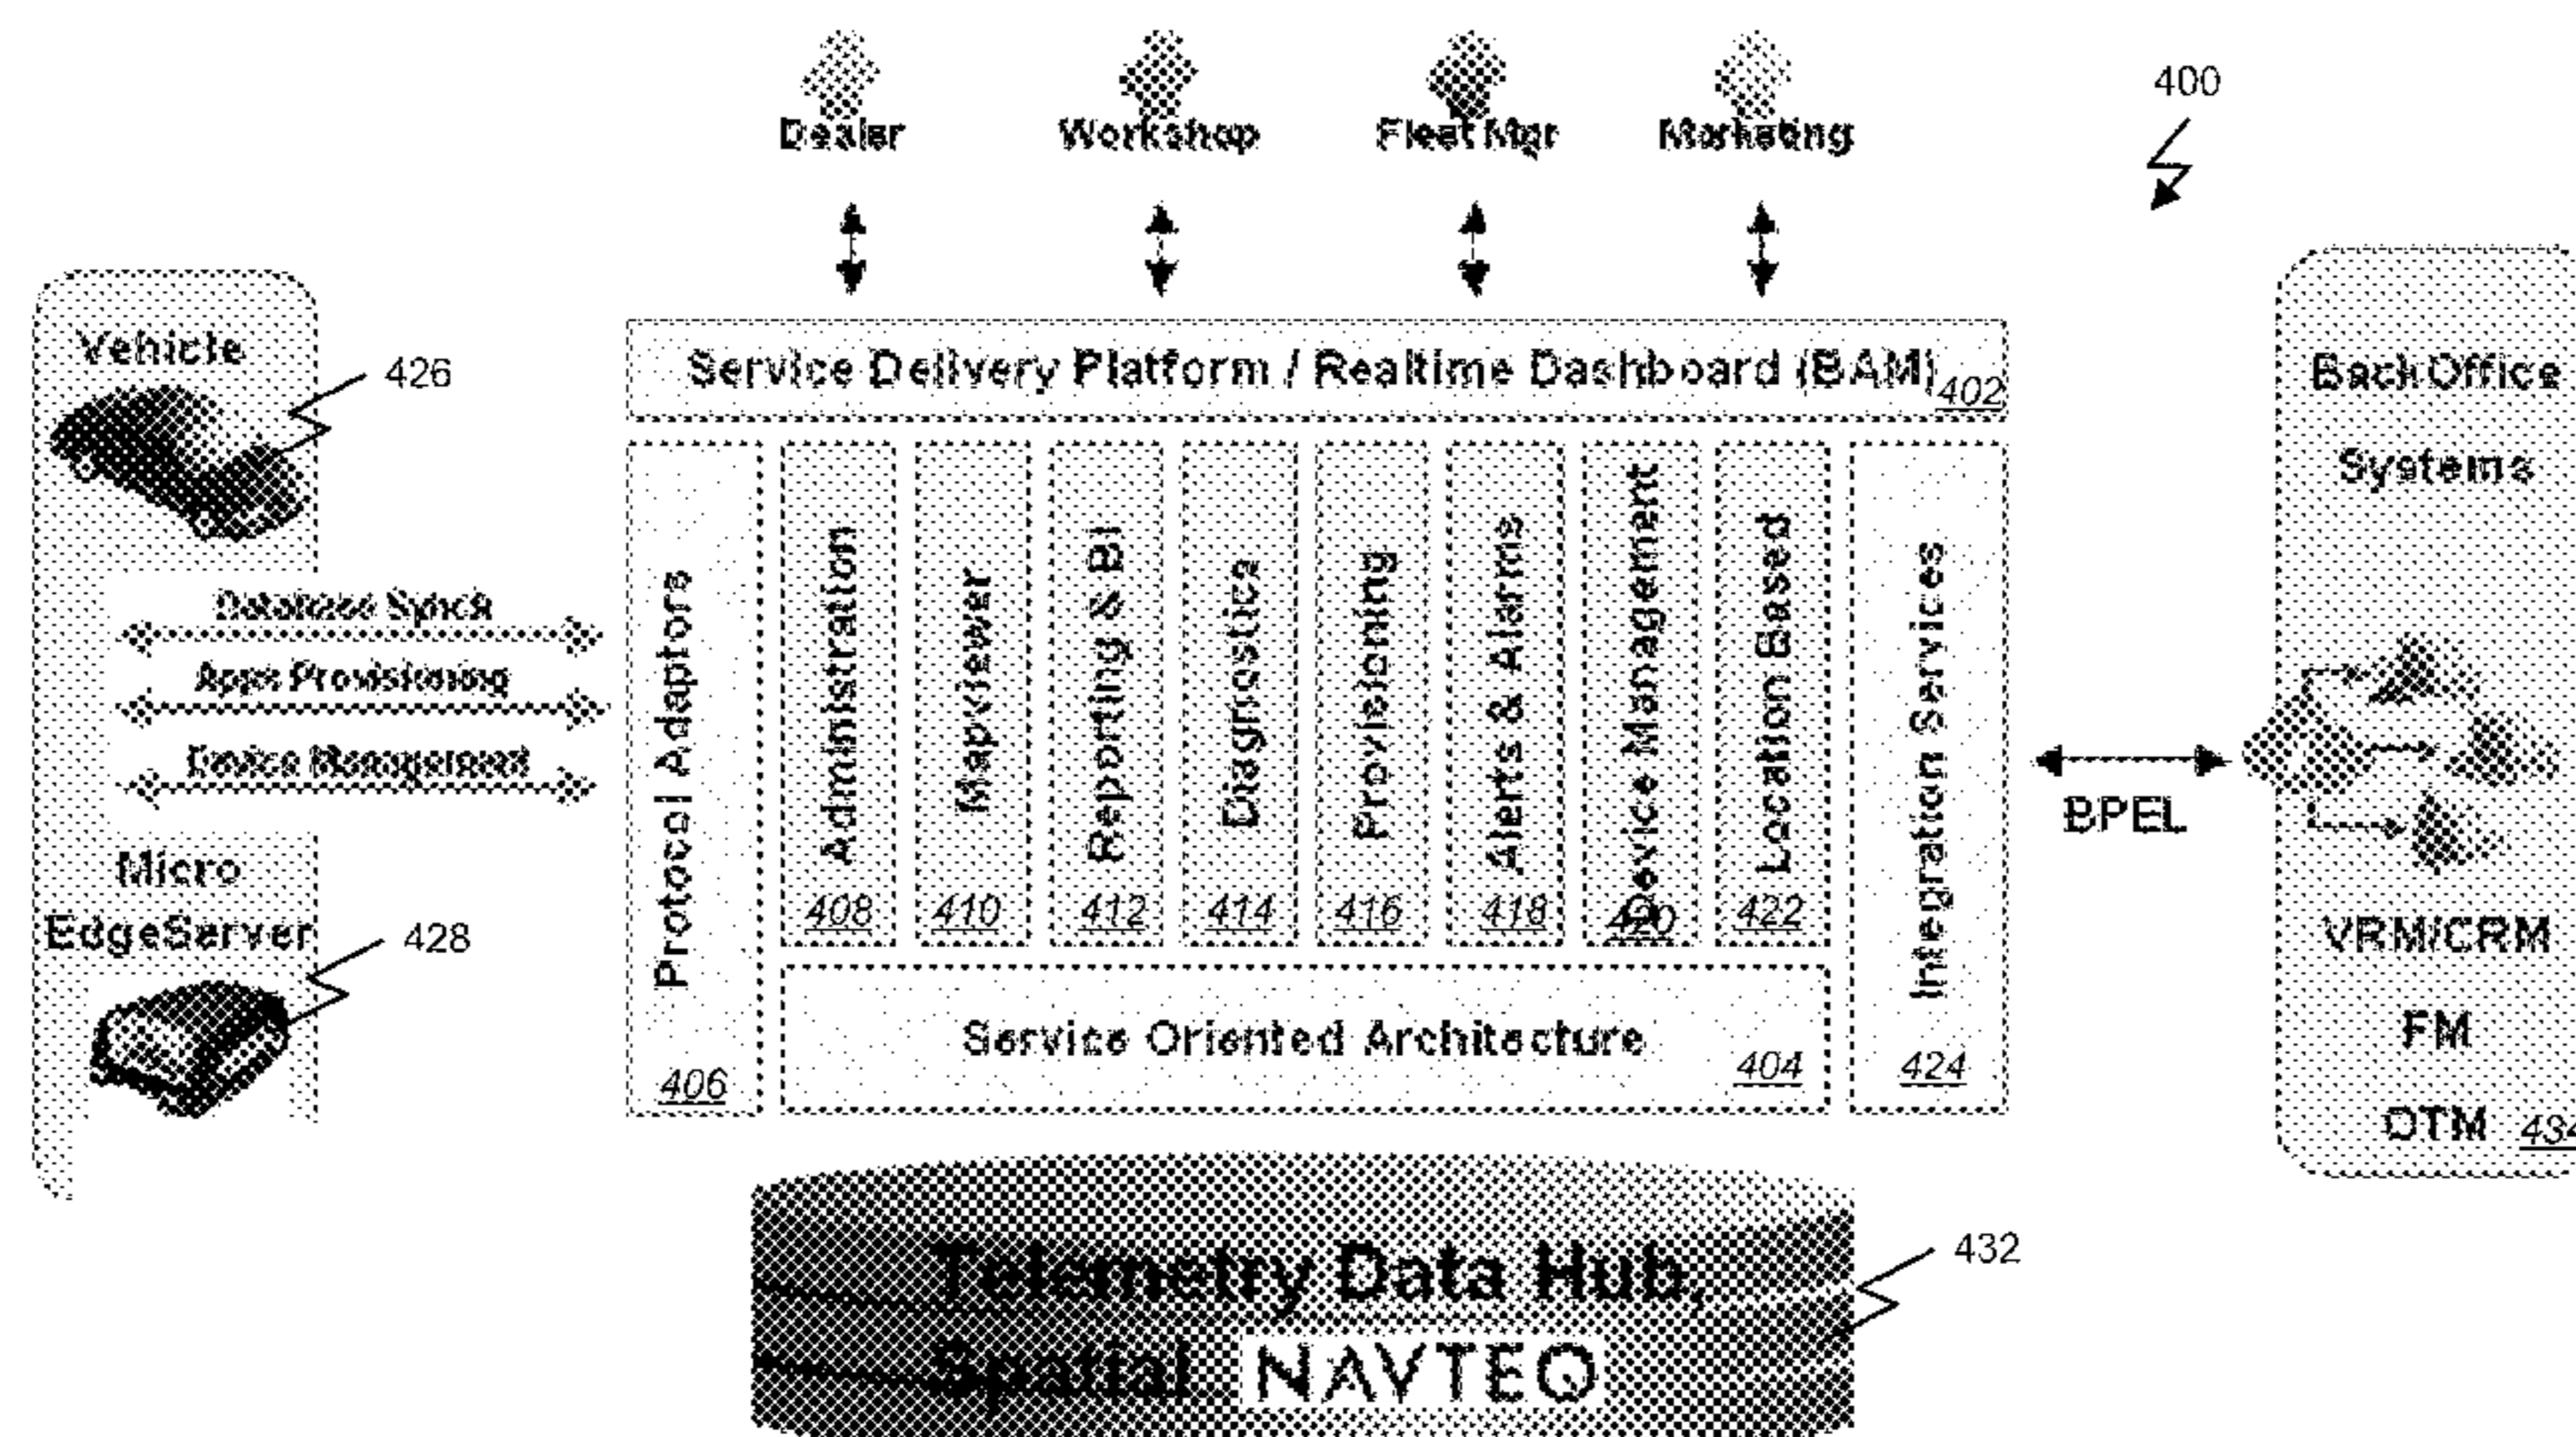 400
Dealer
Workshop
Fleet Mgr
Marketing
Vehicle
426
Database Synch
Apps Provisioning
Device Management
Micro
EdgeServer
428
Service Delivery Platform / Realtime Dashboard (BAM)
402
Protocol Adaptors
406
Administration
408
Mapviewer
410
Reporting & BI
412
Diagnostics
414
Provisioning
416
Alerts & Alarms
418
Device Management
420
Location Based
422
Integration Services
424
Service Oriented Architecture
404
BPEL
Back Office
Systems
VRM/CRM
FM
OTM
434
Telemetry Data Hub,
Spatial NAVTEQ
432